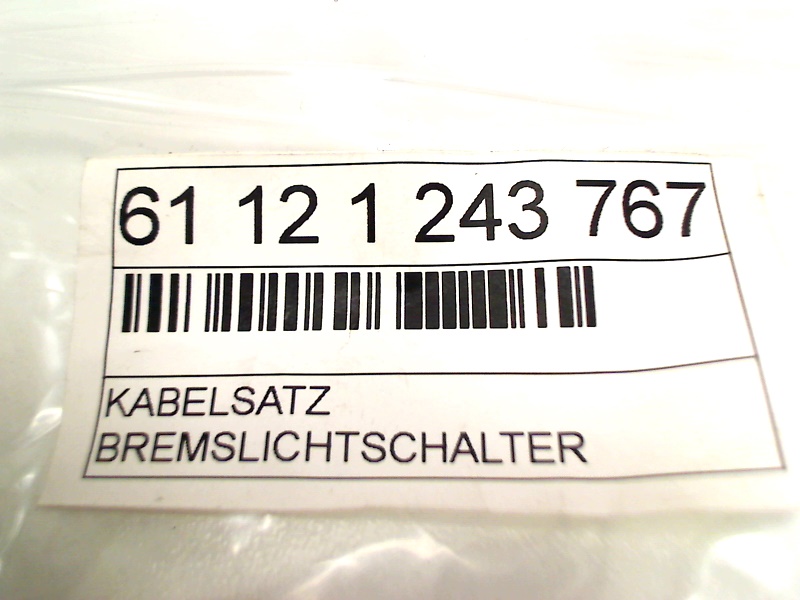 61 12 1 243 767
KABELSATZ
BREMSLICHTSCHALTER